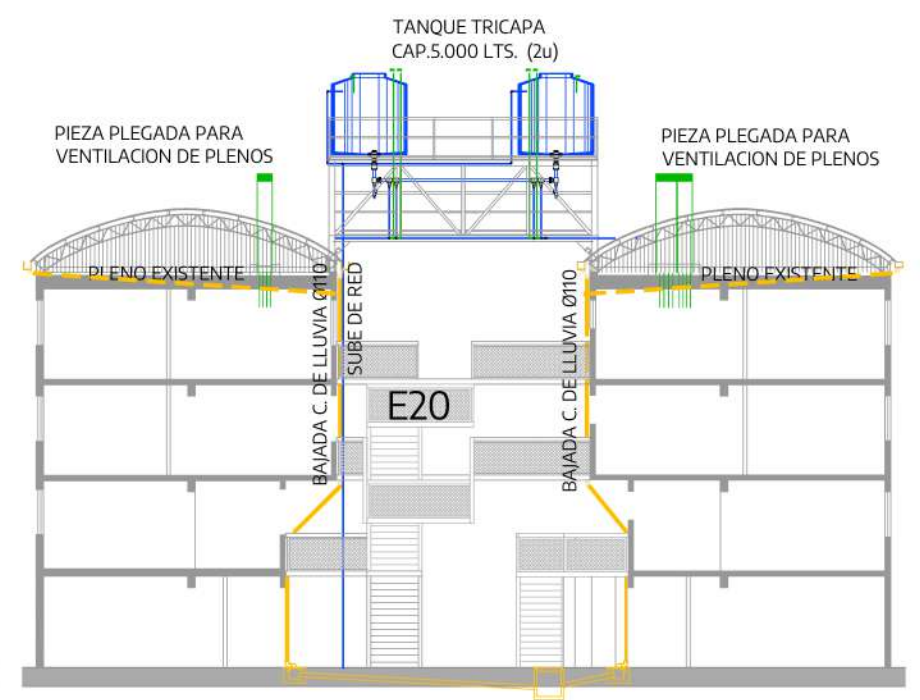 TANQUE TRICAPA
CAP.5.000 LTS. (2u)
PIEZA PLEGADA PARA
VENTILACION DE PLENOS
PIEZA PLEGADA PARA
VENTILACION DE PLENOS
PLENO EXISTENTE
PLENO EXISTENTE
BAJADA C. DE LLUVIA Ø110
SUBE DE RED
BAJADA C. DE LLUVIA Ø110
E20